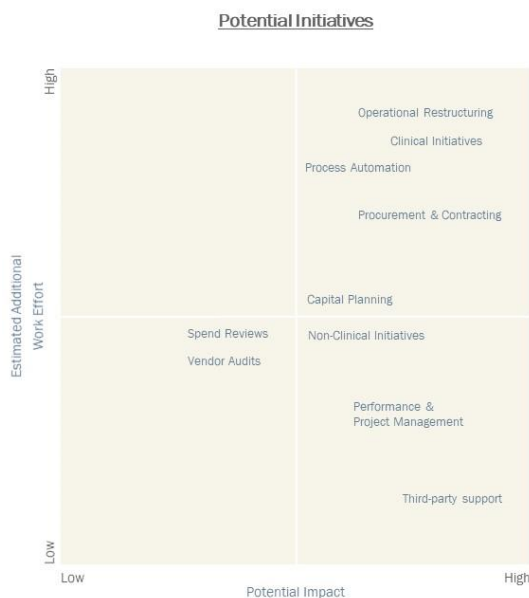 Potential Initiatives
High
Operational Restructuring
Clinical Initiatives
Process Automation
Procurement & Contracting
Capital Planning
Estimated Additional
Work Effort
Spend Reviews
Non-Clinical Initiatives
Vendor Audits
Performance &
Project Management
Third-party support
Low
Low
High
Potential Impact